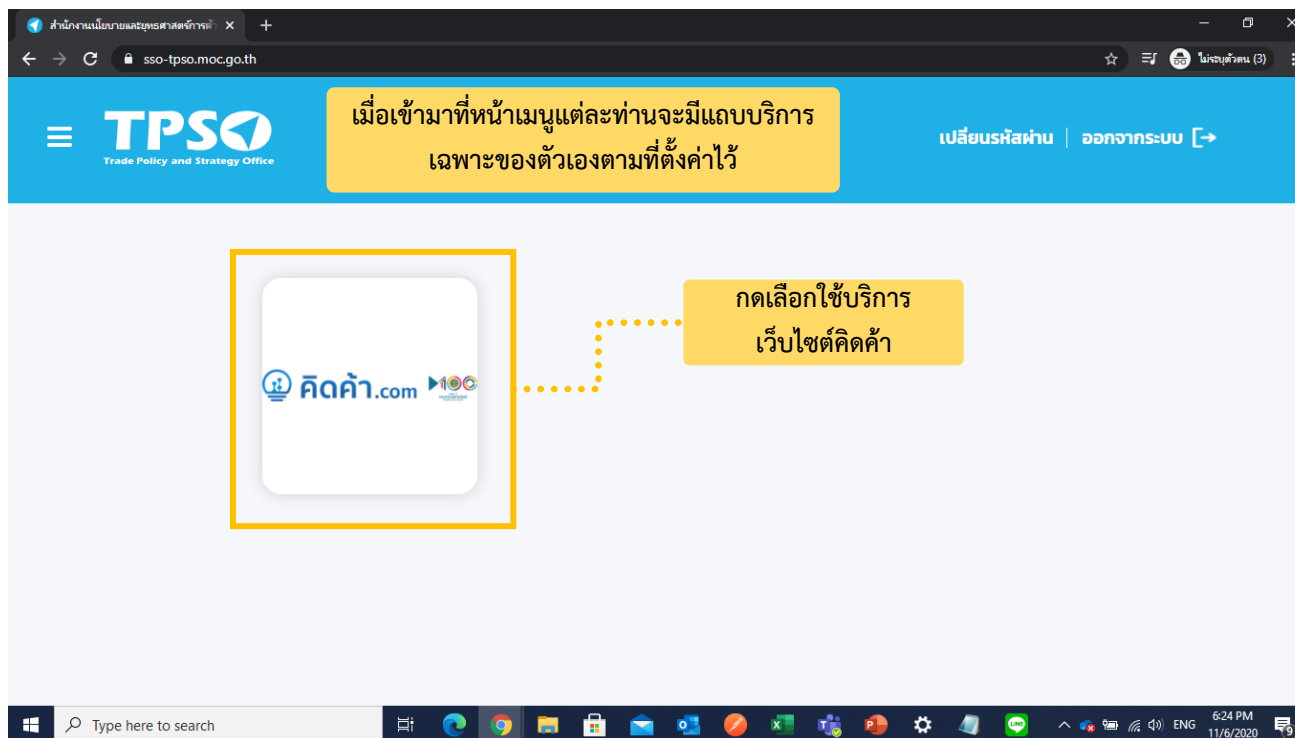 สำนักงานนโยบายและยุทธศาสตร์การค้า
sso-tpso.moc.go.th
ไม่ระบุตัวตน (3)
TPSO
Trade Policy and Strategy Office
เมื่อเข้ามาที่หน้าเมนูแต่ละท่านจะมีแถบบริการ
เฉพาะของตัวเองตามที่ตั้งค่าไว้
เปลี่ยนรหัสผ่าน | ออกจากระบบ
กดเลือกใช้บริการ
เว็บไซต์คิดค้า
คิดค้า.com
Type here to search
ENG
6:24 PM
11/6/2020
9